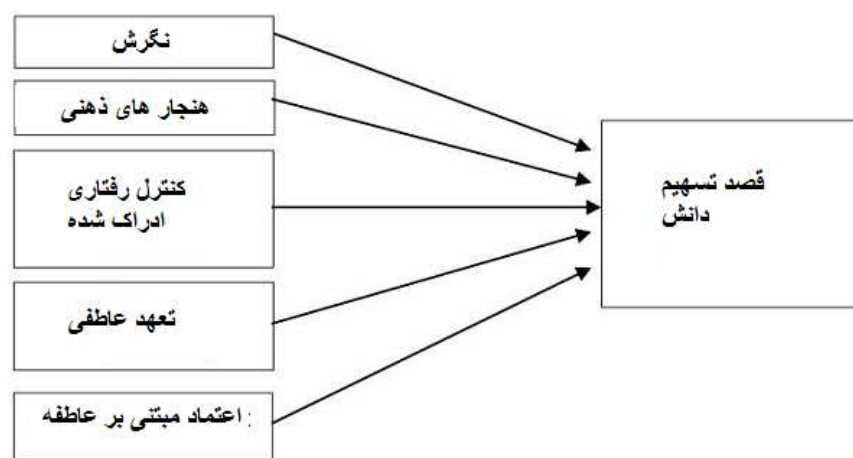 نگرش
هنجار های ذهنی
کنترل رفتاری
ادراک شده
تعهد عاطفی
: اعتماد مبتنی بر عاطفه
قصد تسهیم
دانش